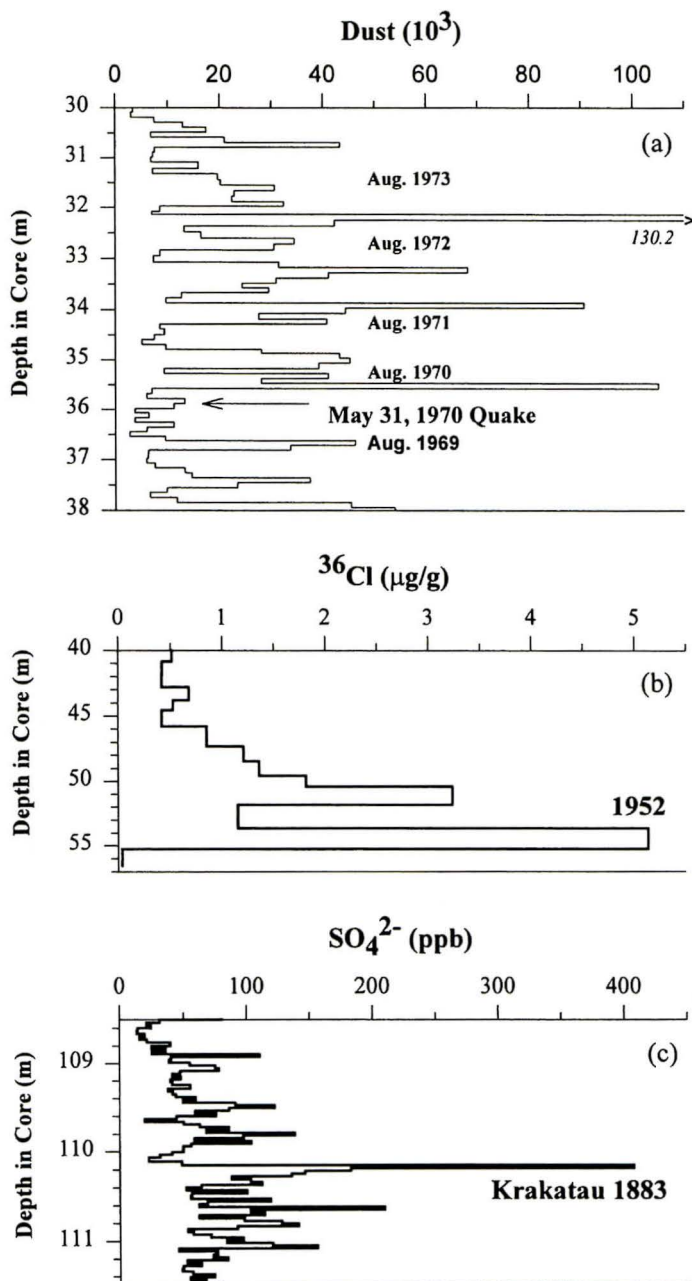 Dust (10³)
0 20 40 60 80 100
30
(a)
31
Aug. 1973
32
130.2
Aug. 1972
33
34
Aug. 1971
35
Aug. 1970
36
May 31, 1970 Quake
Aug. 1969
37
38
Depth in Core (m)
³⁶Cl (µg/g)
0 1 2 3 4 5
40
(b)
45
50
1952
55
Depth in Core (m)
SO₄²⁻ (ppb)
0 100 200 300 400
(c)
109
110
Krakatau 1883
111
Depth in Core (m)